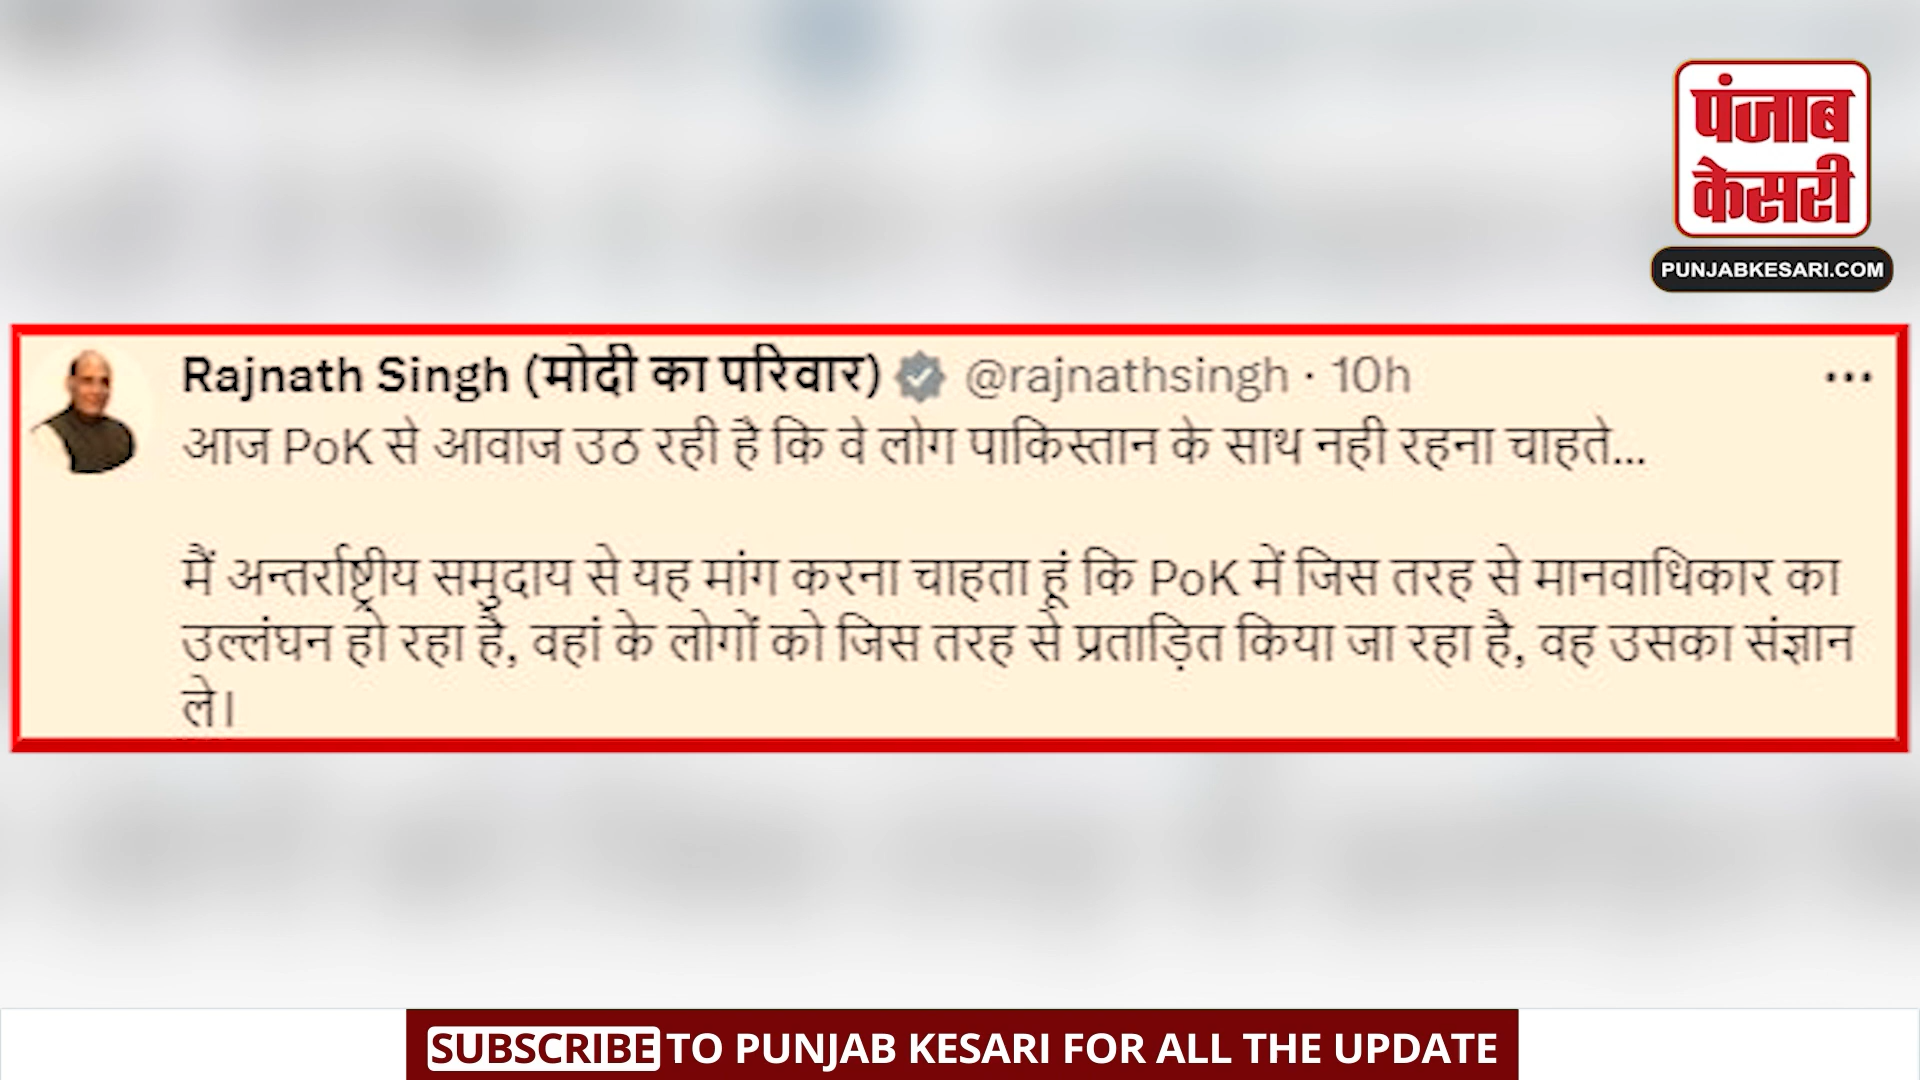 पंजाब
केसरी
PUNJABKESARI.COM
Rajnath Singh (मोदी का परिवार) @rajnathsingh · 10h
आज PoK से आवाज उठ रही है कि वे लोग पाकिस्तान के साथ नही रहना चाहते...
मैं अन्तर्राष्ट्रीय समुदाय से यह मांग करना चाहता हूं कि PoK में जिस तरह से मानवाधिकार का
उल्लंघन हो रहा है, वहां के लोगों को जिस तरह से प्रताड़ित किया जा रहा है, वह उसका संज्ञान
ले।
SUBSCRIBE TO PUNJAB KESARI FOR ALL THE UPDATE